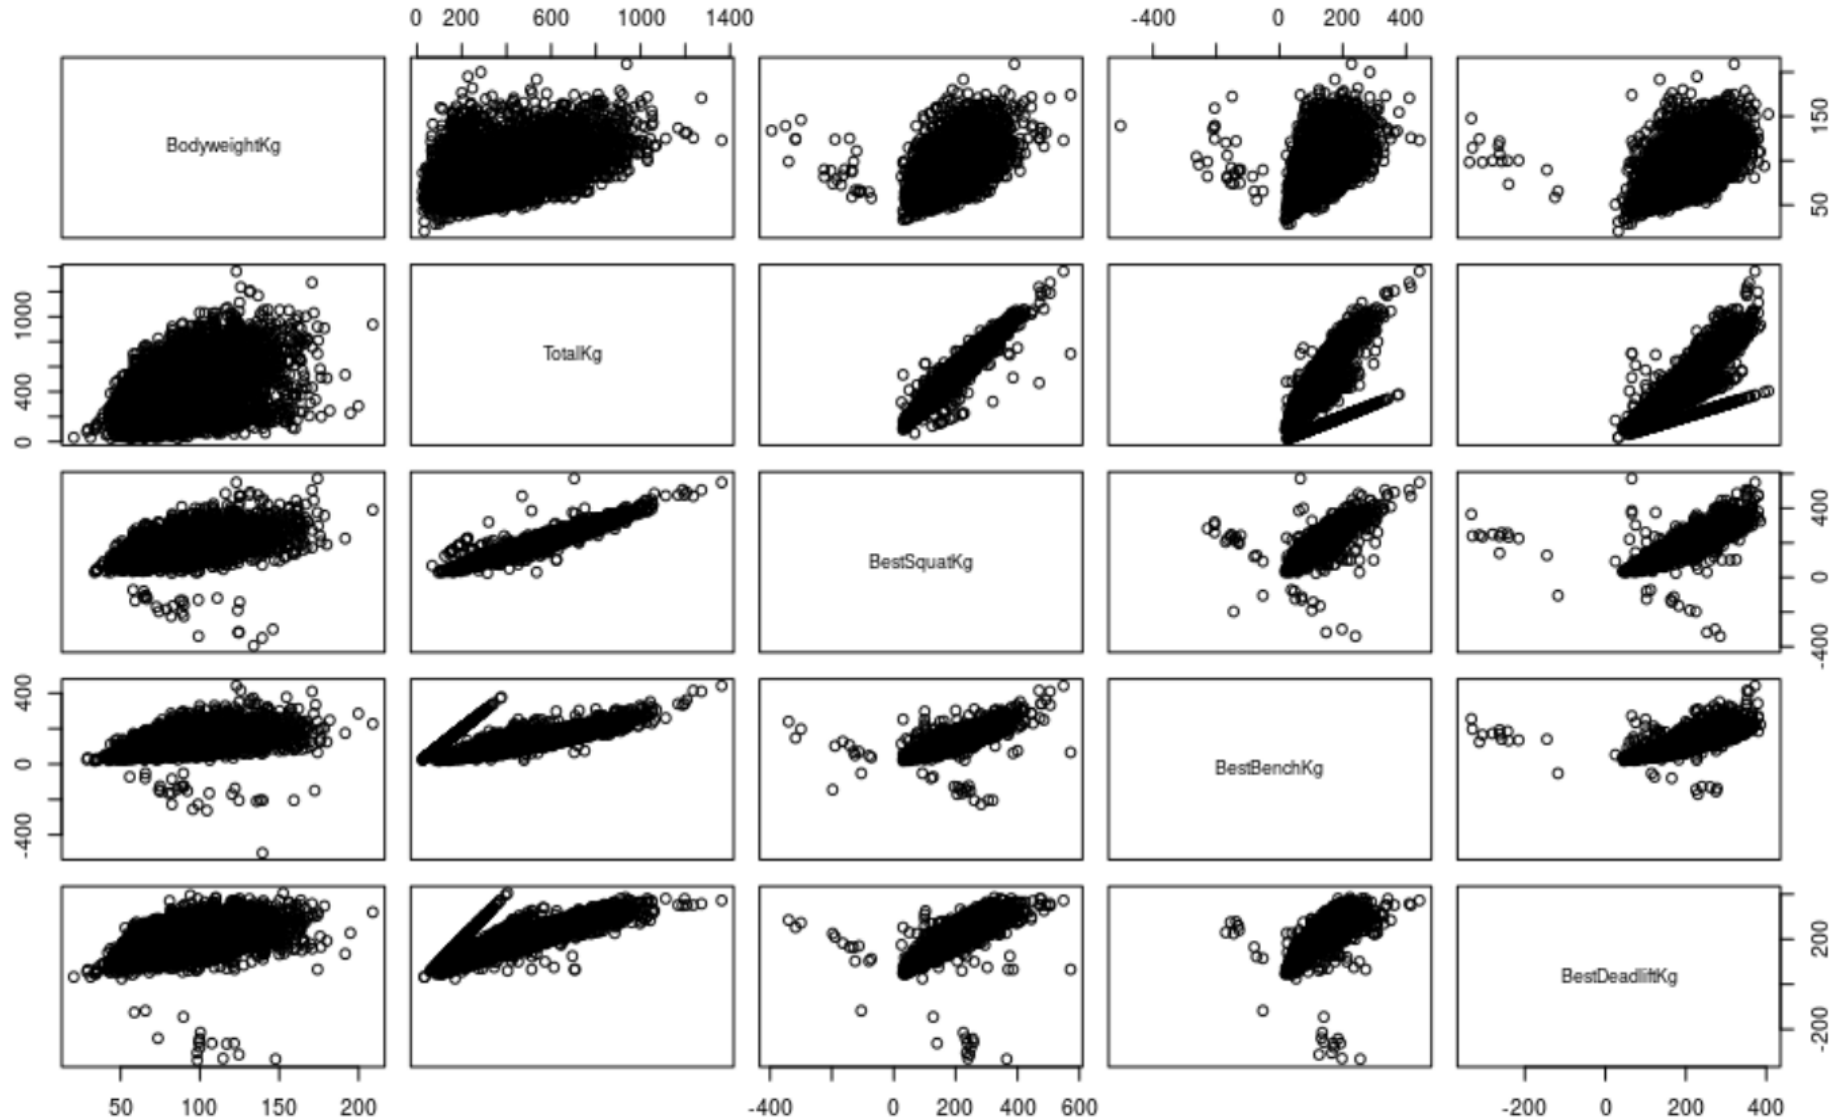 0 200 600 1000 1400
-400 0 200 400
BodyweightKg
50 150
0 400 1000
TotalKg
BestSquatKg
-400 0 400
-400 0 400
BestBenchKg
BestDeadliftKg
-200 200
50 100 150 200
-400 0 200 400 600
-200 0 200 400